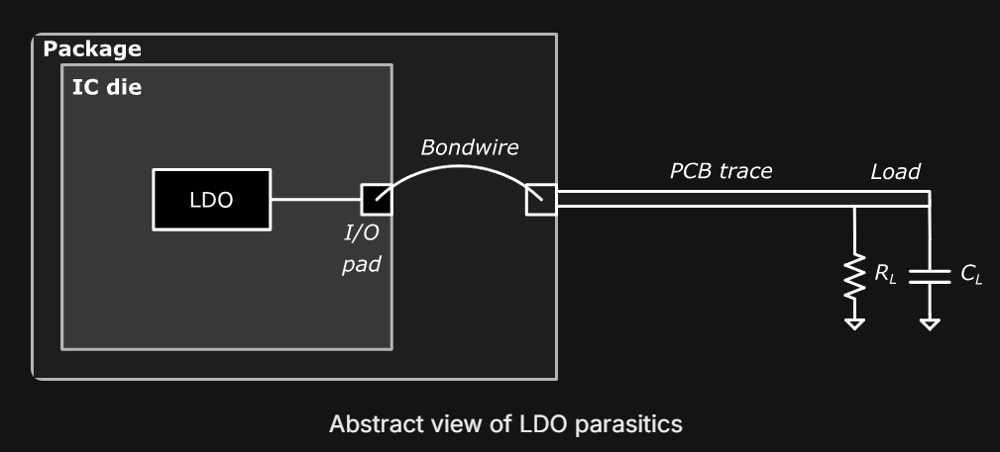 Package
IC die
Bondwire
PCB trace
Load
LDO
I/O
pad
R_L
C_L
Abstract view of LDO parasitics